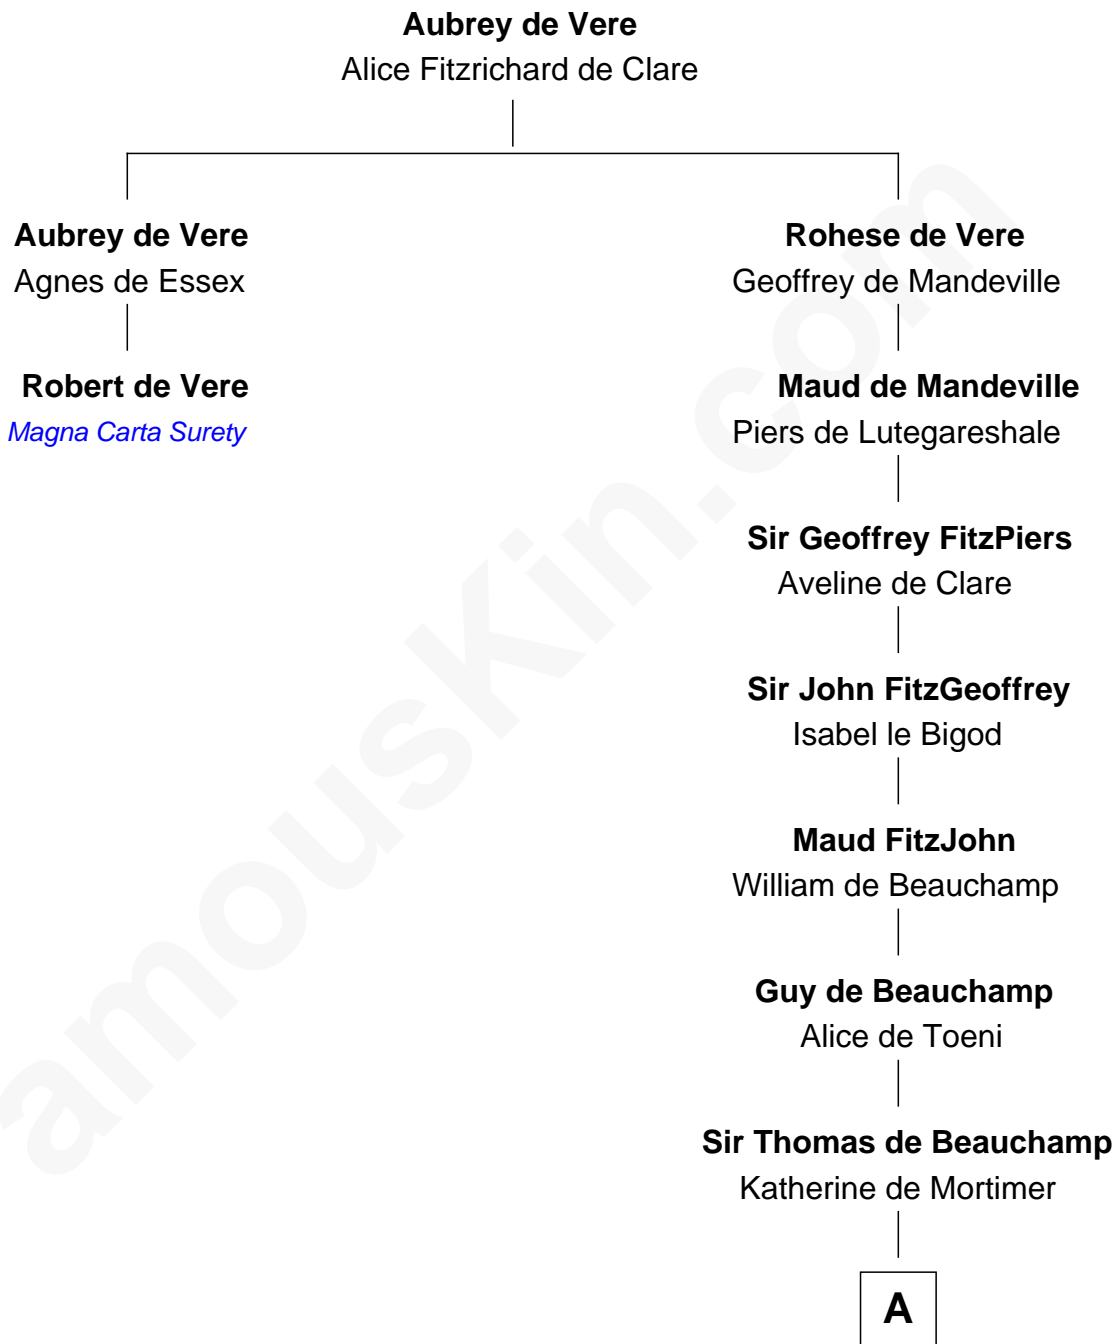 Aubrey de Vere
Alice Fitzrichard de Clare
Aubrey de Vere
Agnes de Essex
Robert de Vere
Magna Carta Surety
Rohese de Vere
Geoffrey de Mandeville
Maud de Mandeville
Piers de Lutegareshale
Sir Geoffrey FitzPiers
Aveline de Clare
Sir John FitzGeoffrey
Isabel le Bigod
Maud FitzJohn
William de Beauchamp
Guy de Beauchamp
Alice de Toeni
Sir Thomas de Beauchamp
Katherine de Mortimer
A
amouskin.com